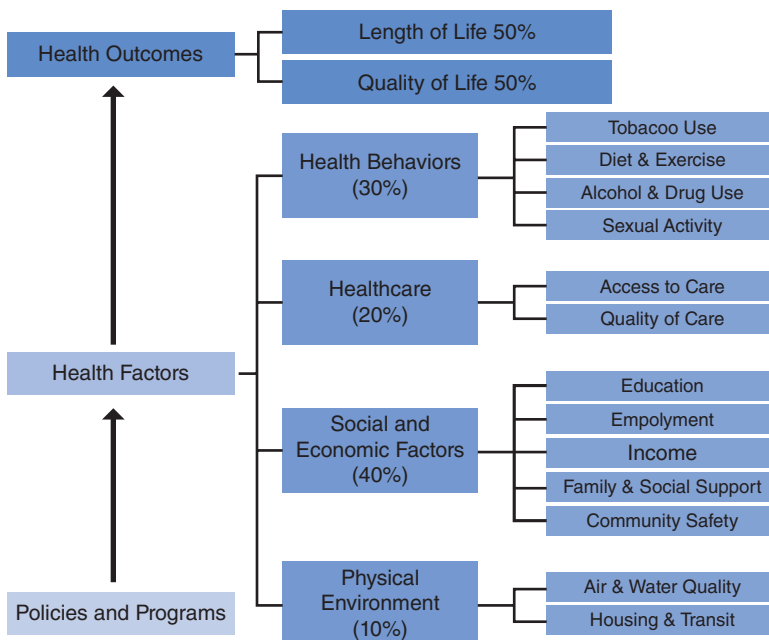 Health Outcomes
Length of Life 50%
Quality of Life 50%
Health Behaviors
(30%)
Tobacoo Use
Diet & Exercise
Alcohol & Drug Use
Sexual Activity
Healthcare
(20%)
Access to Care
Quality of Care
Health Factors
Social and
Economic Factors
(40%)
Education
Empolyment
Income
Family & Social Support
Community Safety
Policies and Programs
Physical
Environment
(10%)
Air & Water Quality
Housing & Transit